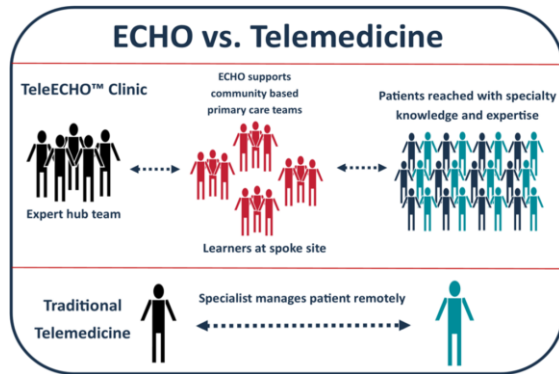 ECHO vs. Telemedicine
TeleECHO™ Clinic
ECHO supports
community based
primary care teams
Patients reached with specialty
knowledge and expertise
Expert hub team
Learners at spoke site
Traditional
Telemedicine
Specialist manages patient remotely